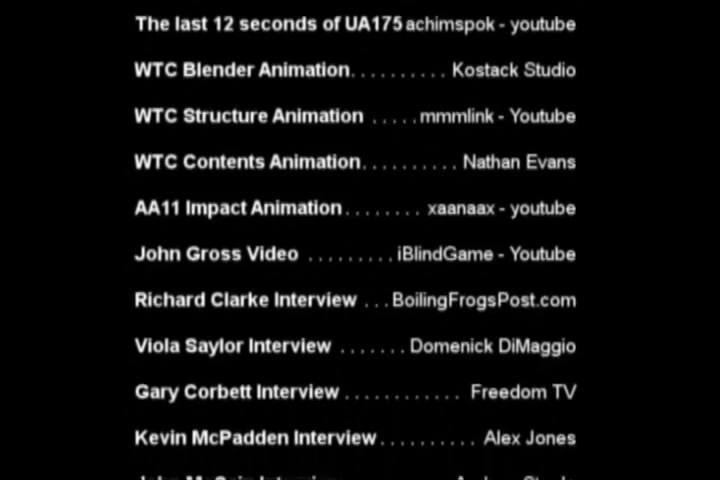 The last 12 seconds of UA175 achimspok - youtube
WTC Blender Animation. . . . . . . . . . Kostack Studio
WTC Structure Animation . . . . . mmmlink - Youtube
WTC Contents Animation. . . . . . . . . . Nathan Evans
AA11 Impact Animation . . . . . . . . xaanaax - youtube
John Gross Video . . . . . . . . . iBlindGame - Youtube
Richard Clarke Interview . . . BoilingFrogsPost.com
Viola Saylor Interview . . . . . . . Domenick DiMaggio
Gary Corbett Interview . . . . . . . . . . . . Freedom TV
Kevin McPadden Interview . . . . . . . . . . Alex Jones